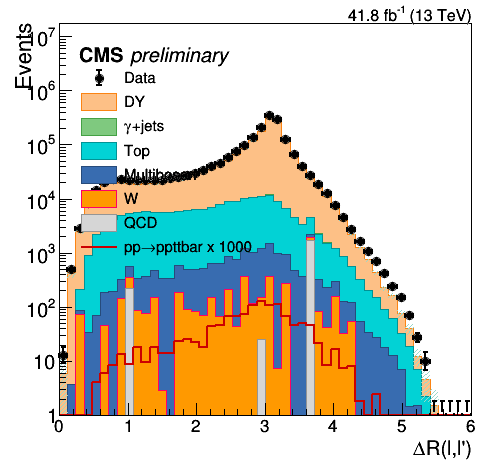 41.8 fb⁻¹ (13 TeV)
Events
CMS preliminary
Data
DY
γ+jets
Top
Multiboson
W
QCD
pp→ppttbar x 1000
10⁷
10⁶
10⁵
10⁴
10³
10²
10
1
0 1 2 3 4 5 6
ΔR(l,l')